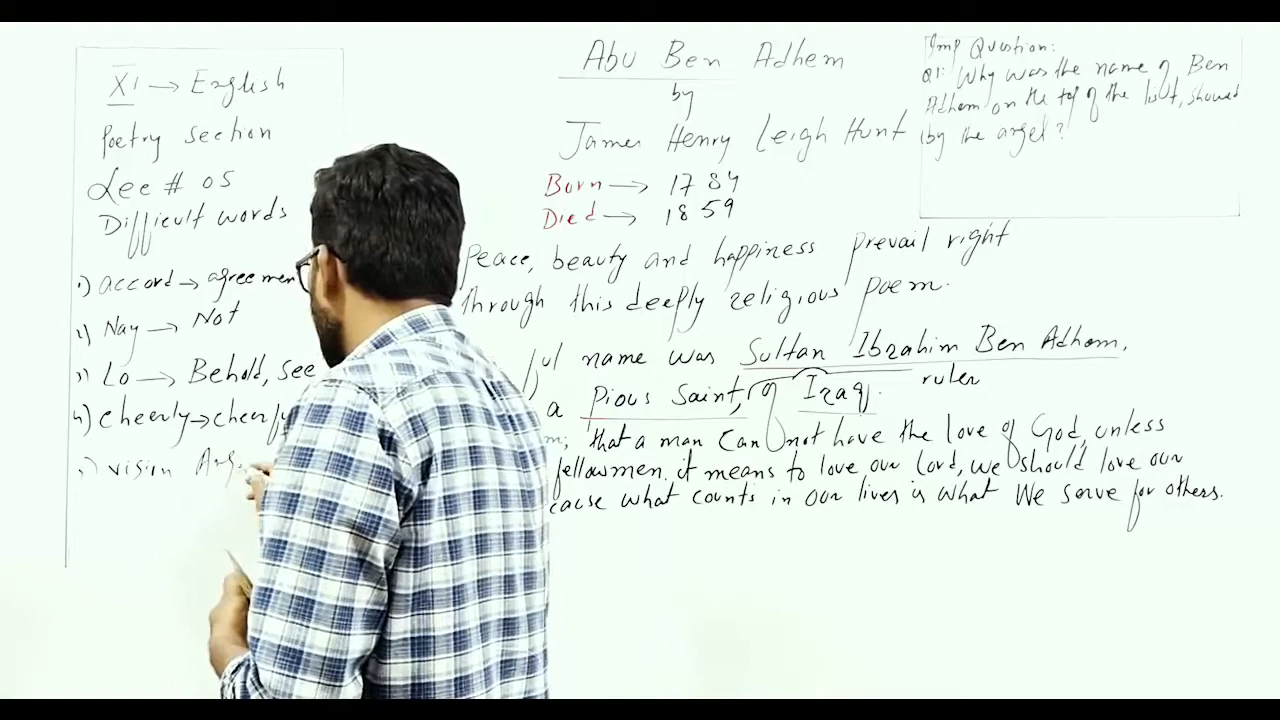 XI → English
Poetry section
Lec # 05
Difficult words
1) accord → agreemen
2) Nay → Not
3) Lo → Behold, see
4) cheerly → cheerfu
5) vision Ang
Abu Ben Adhem
by
James Henry Leigh Hunt
Born → 1784
Died → 1859
Peace, beauty and happiness prevail right
through this deeply religious poem.
ful name was Sultan Ibrahim Ben Adhem,
a Pious Saint, of Iraq. ruler
m; that a man can not have the love of God, unless
fellowmen. it means to love our Lord, we should love our
cause what counts in our lives is what We serve for others.
Imp Question:
Q1: Why was the name of Ben
Adhem on the top of the list, showed
by the angel?